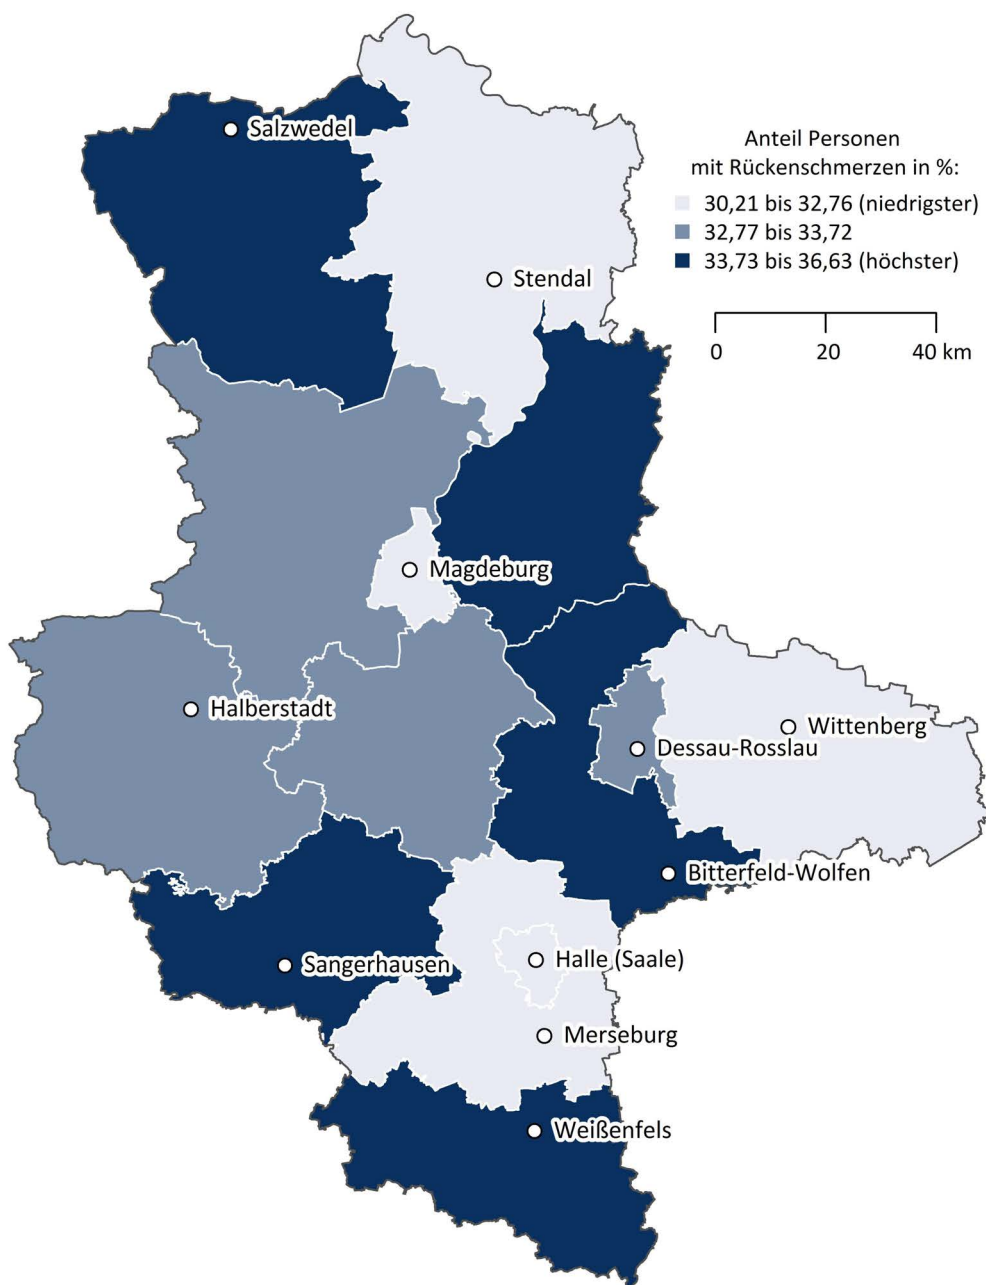 Salzwedel
Anteil Personen
mit Rückenschmerzen in %:
30,21 bis 32,76 (niedrigster)
32,77 bis 33,72
33,73 bis 36,63 (höchster)
Stendal
0 20 40 km
Magdeburg
Halberstadt
Wittenberg
Dessau-Rosslau
Bitterfeld-Wolfen
Halle (Saale)
Sangerhausen
Merseburg
Weißenfels